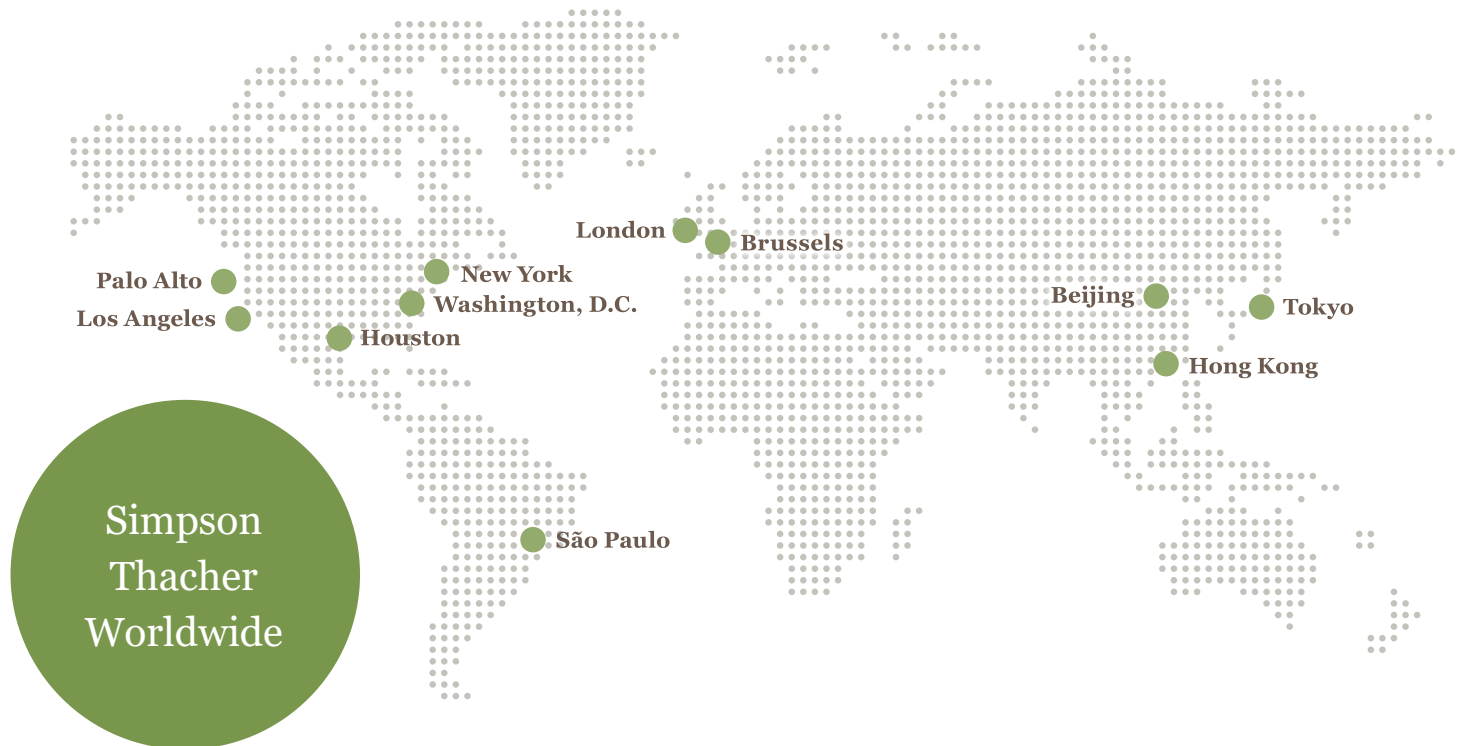 London
Brussels
New York
Palo Alto
Washington, D.C.
Beijing
Tokyo
Los Angeles
Houston
Hong Kong
São Paulo
Simpson
Thacher
Worldwide